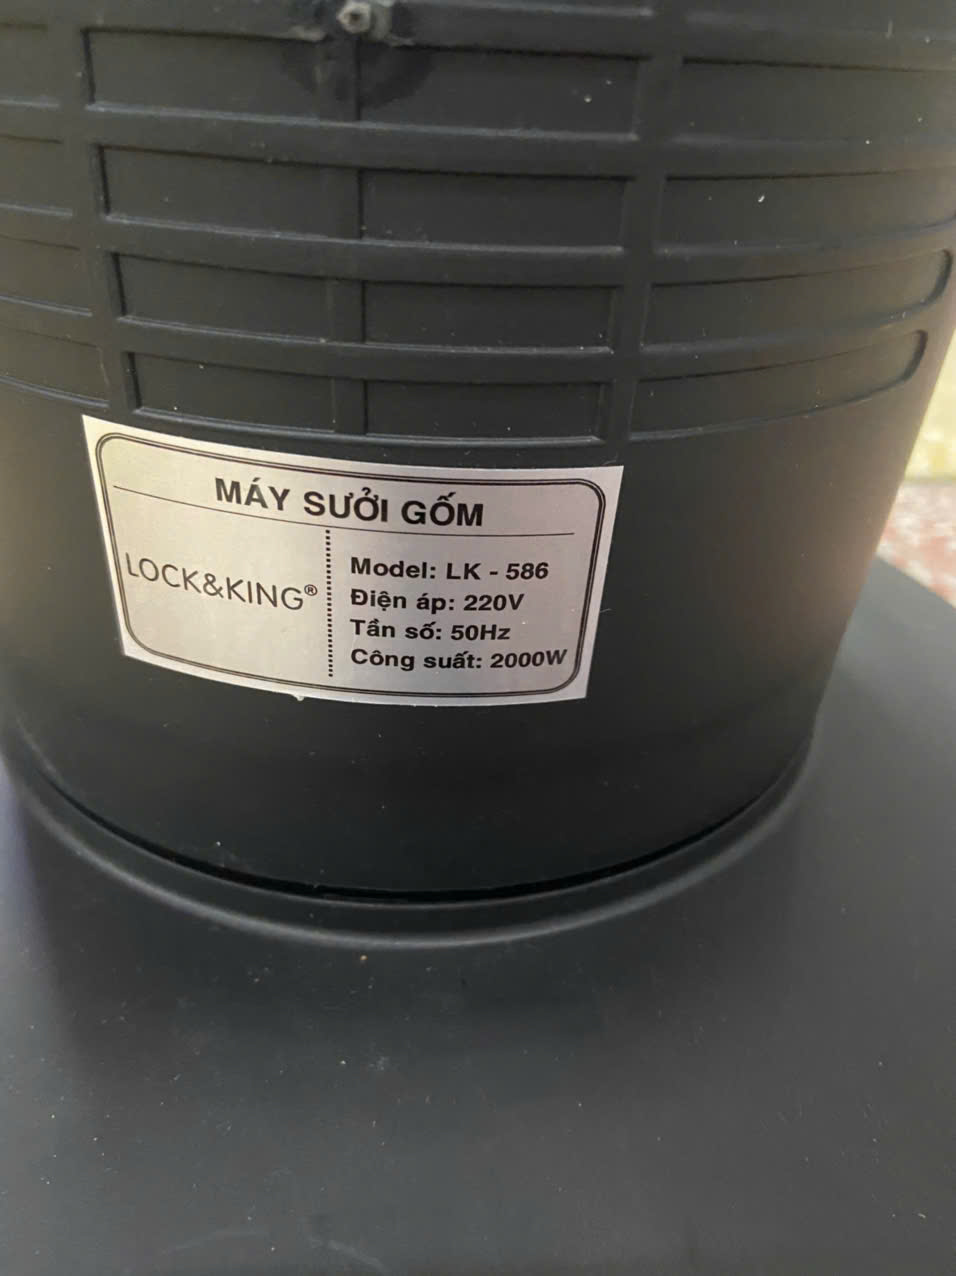 MÁY SƯỞI GỐM
LOCK&KING®
Model: LK - 586
Điện áp: 220V
Tần số: 50Hz
Công suất: 2000W